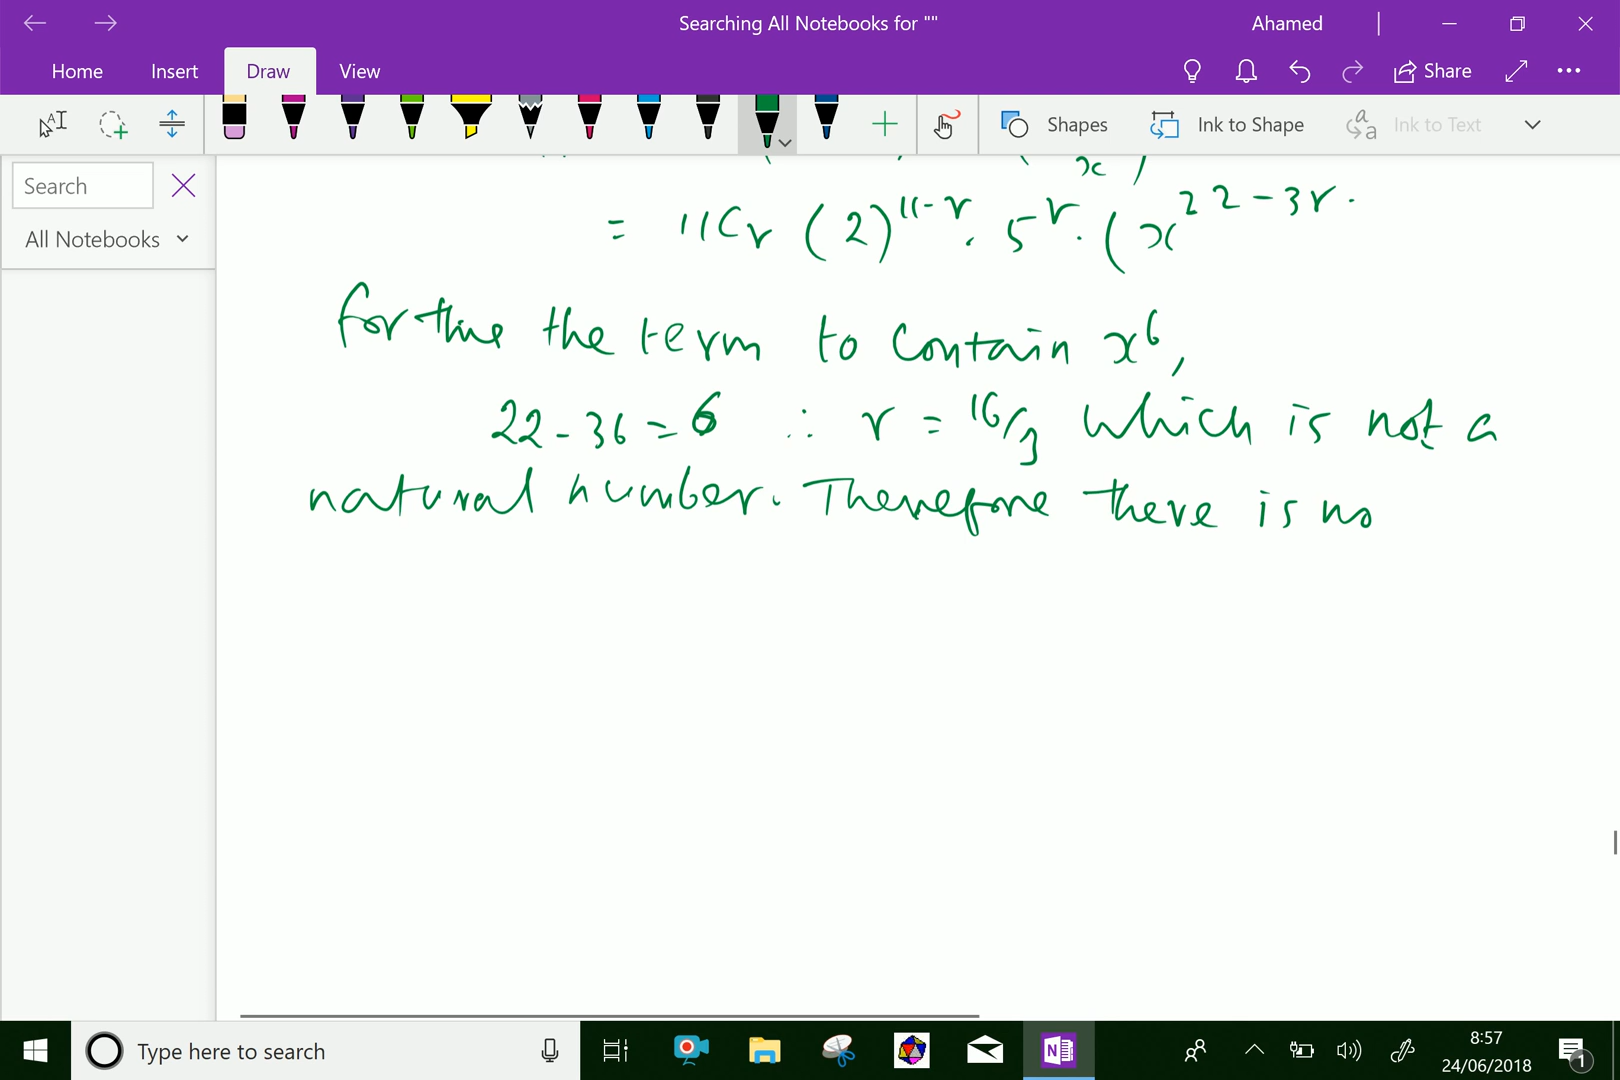 Searching All Notebooks for ""
Ahamed
Home Insert Draw View
Share
Shapes Ink to Shape Ink to Text
Search
All Notebooks
x )
= 11Cr (2)^11-r . 5^r . (x^22-3r.
for the the term to contain x^6,
22-36=6 ∴ r = 16/3 which is not a
natural number. Therefore there is no
Type here to search
8:57
24/06/2018
1